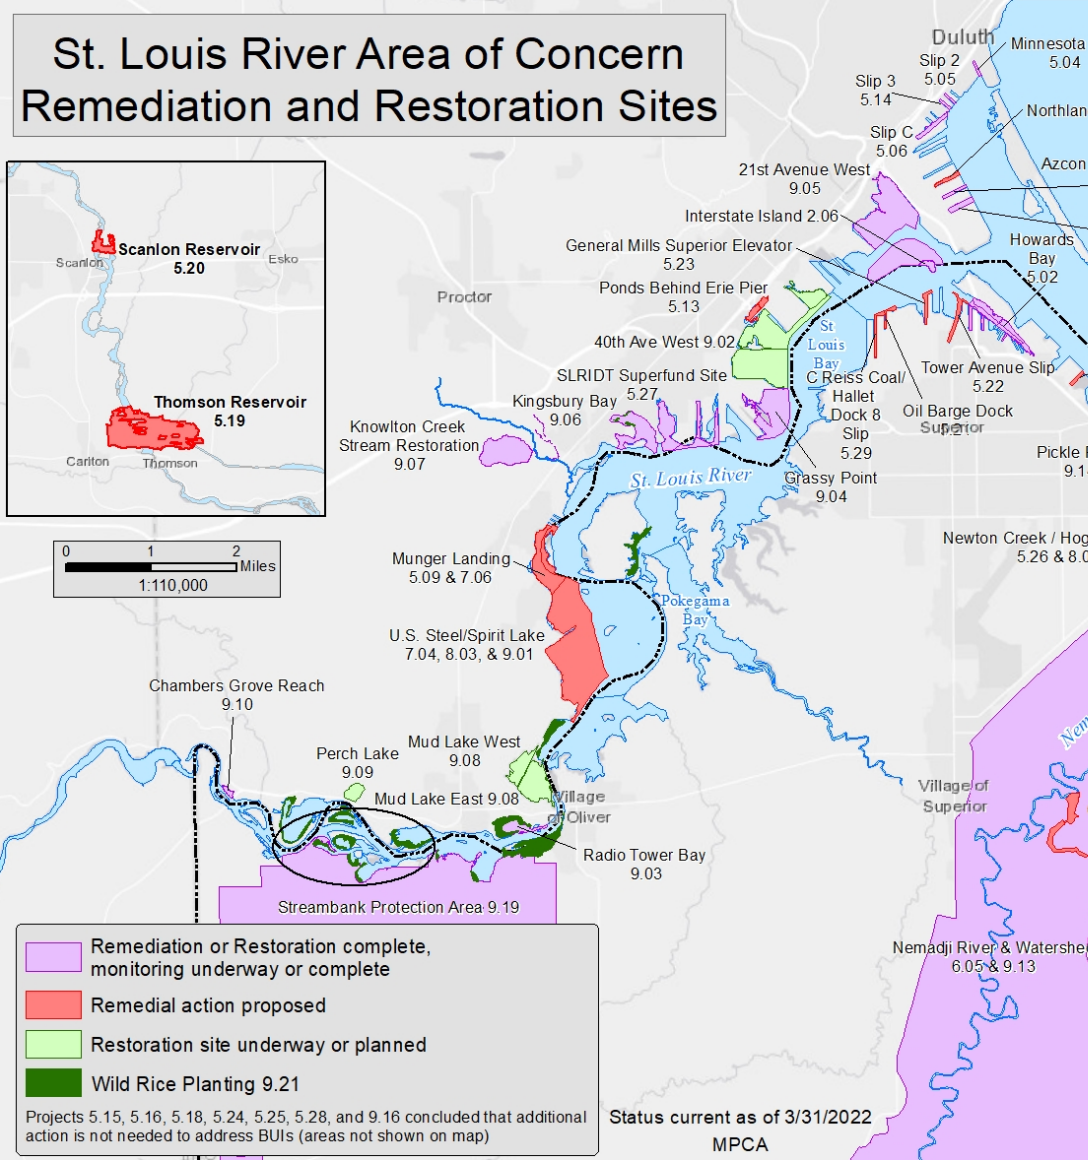 St. Louis River Area of Concern
Remediation and Restoration Sites
Duluth
Minnesota
5.04
Slip 2
5.05
Slip 3
5.14
Northlan
Slip C
5.06
Azcon
21st Avenue West
9.05
Interstate Island 2.06
Howards
Bay
5.02
General Mills Superior Elevator
5.23
Ponds Behind Erie Pier
5.13
Proctor
40th Ave West 9.02
St
Louis
Bay
SLRIDT Superfund Site
5.27
Tower Avenue Slip
5.22
C Reiss Coal/
Hallet
Dock 8
Slip
5.29
Oil Barge Dock
Superior
Kingsbury Bay
9.06
Knowlton Creek
Stream Restoration
9.07
Pickle
9.1
Grassy Point
9.04
St. Louis River
Newton Creek / Hog
5.26 & 8.0
Scanlon Reservoir
5.20
Scanlon
Esko
Thomson Reservoir
5.19
Carlton
Thomson
0 1 2
Miles
1:110,000
Munger Landing
5.09 & 7.06
Pokegama
Bay
U.S. Steel/Spirit Lake
7.04, 8.03, & 9.01
Chambers Grove Reach
9.10
Nem
Mud Lake West
9.08
Perch Lake
9.09
Mud Lake East 9.08
Village
of Oliver
Village of
Superior
Radio Tower Bay
9.03
Streambank Protection Area 9.19
Nemadji River & Watershe
6.05 & 9.13
Remediation or Restoration complete,
monitoring underway or complete
Remedial action proposed
Restoration site underway or planned
Wild Rice Planting 9.21
Projects 5.15, 5.16, 5.18, 5.24, 5.25, 5.28, and 9.16 concluded that additional
action is not needed to address BUIs (areas not shown on map)
Status current as of 3/31/2022
MPCA